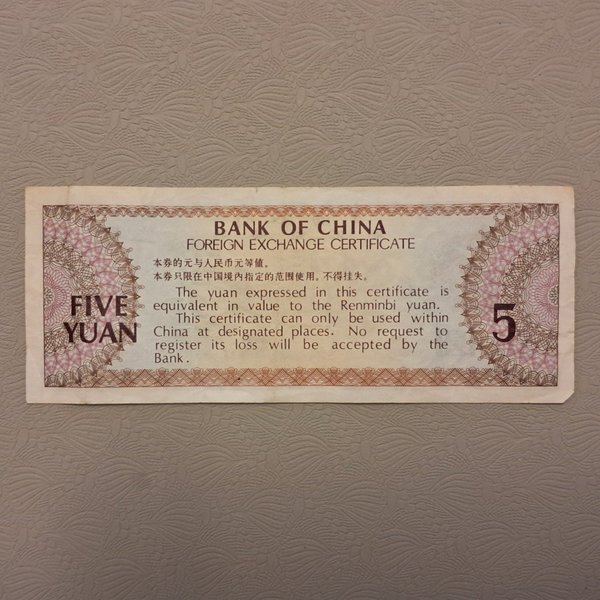 BANK OF CHINA
FOREIGN EXCHANGE CERTIFICATE
本券的元与人民币元等值。
本券只限在中国境内指定的范围使用。不得挂失。
The yuan expressed in this certificate is
equivalent in value to the Renminbi yuan.
This certificate can only be used within
China at designated places. No request to
register its loss will be accepted by the
Bank.
FIVE
YUAN
5